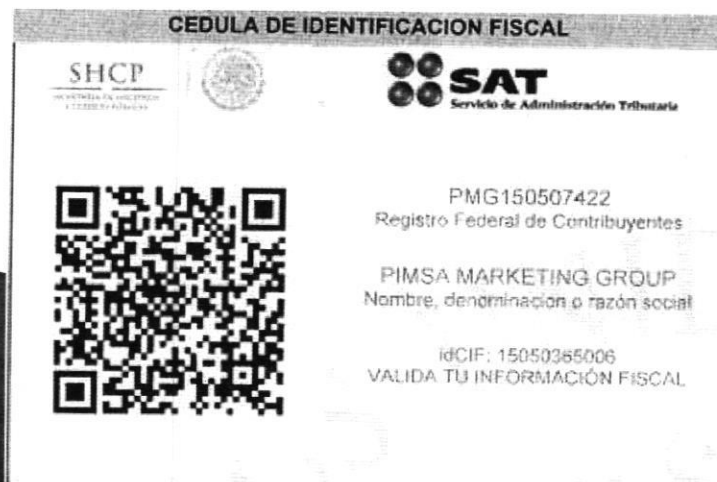 CEDULA DE IDENTIFICACION FISCAL
SHCP
SAT
Servicio de Administración Tributaria
PMG150507422
Registro Federal de Contribuyentes
PIMSA MARKETING GROUP
Nombre, denominación o razón social
idCIF: 15050365006
VALIDA TU INFORMACIÓN FISCAL